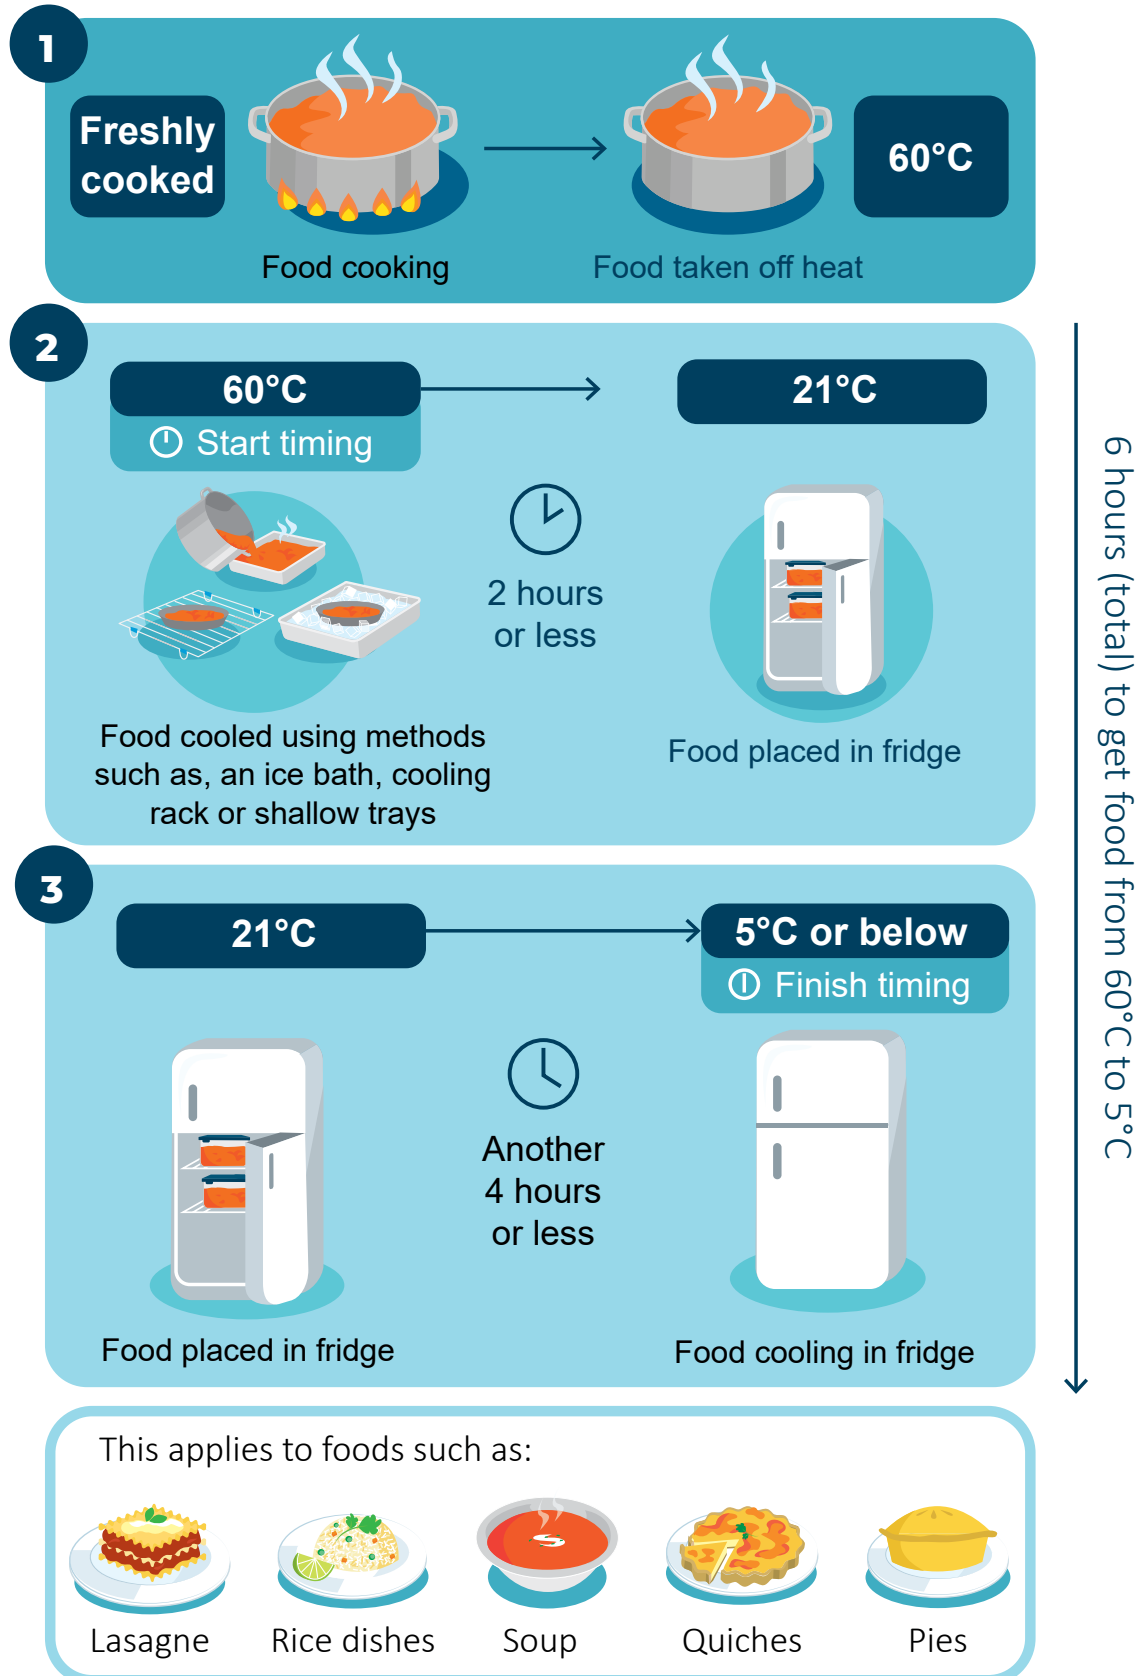 1
Freshly
cooked
60°C
Food cooking
Food taken off heat
2
60°C
Start timing
21°C
2 hours
or less
Food cooled using methods
such as, an ice bath, cooling
rack or shallow trays
Food placed in fridge
3
21°C
5°C or below
Finish timing
Another
4 hours
or less
Food placed in fridge
Food cooling in fridge
6 hours (total) to get food from 60°C to 5°C
This applies to foods such as:
Lasagne
Rice dishes
Soup
Quiches
Pies